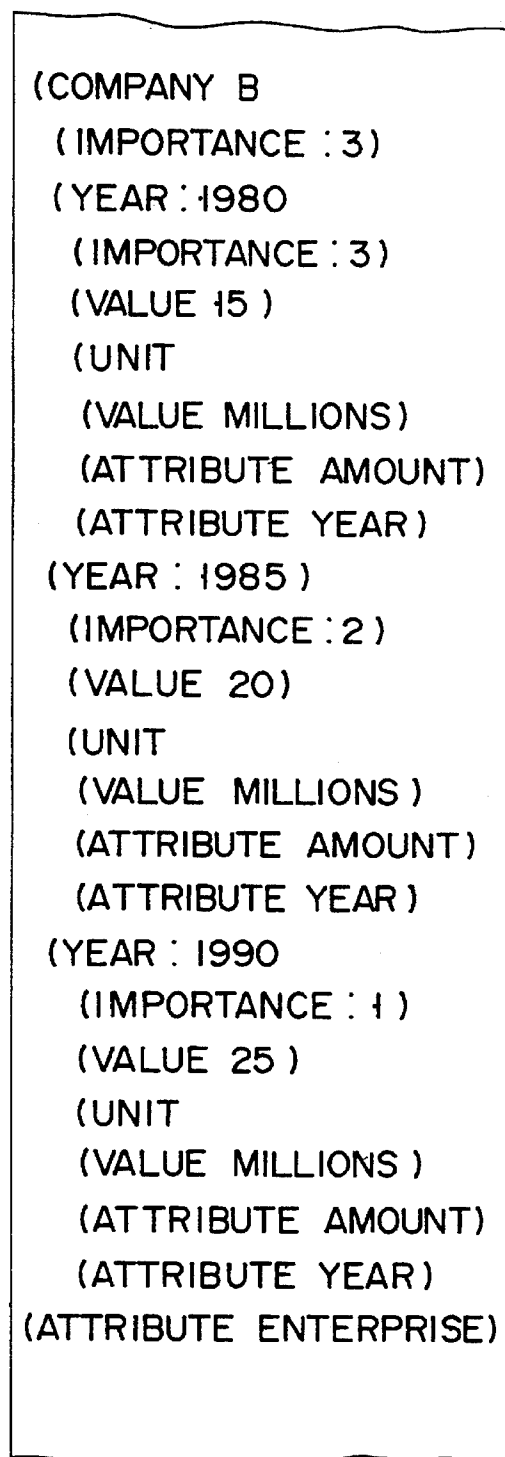 (COMPANY B
(IMPORTANCE : 3)
(YEAR : 1980
(IMPORTANCE : 3)
(VALUE 15 )
(UNIT
(VALUE MILLIONS)
(ATTRIBUTE AMOUNT)
(ATTRIBUTE YEAR)
(YEAR : 1985 )
(IMPORTANCE : 2 )
(VALUE 20)
(UNIT
(VALUE MILLIONS )
(ATTRIBUTE AMOUNT)
(ATTRIBUTE YEAR )
(YEAR : 1990
(IMPORTANCE : 1 )
(VALUE 25 )
(UNIT
(VALUE MILLIONS )
(ATTRIBUTE AMOUNT)
(ATTRIBUTE YEAR )
(ATTRIBUTE ENTERPRISE)